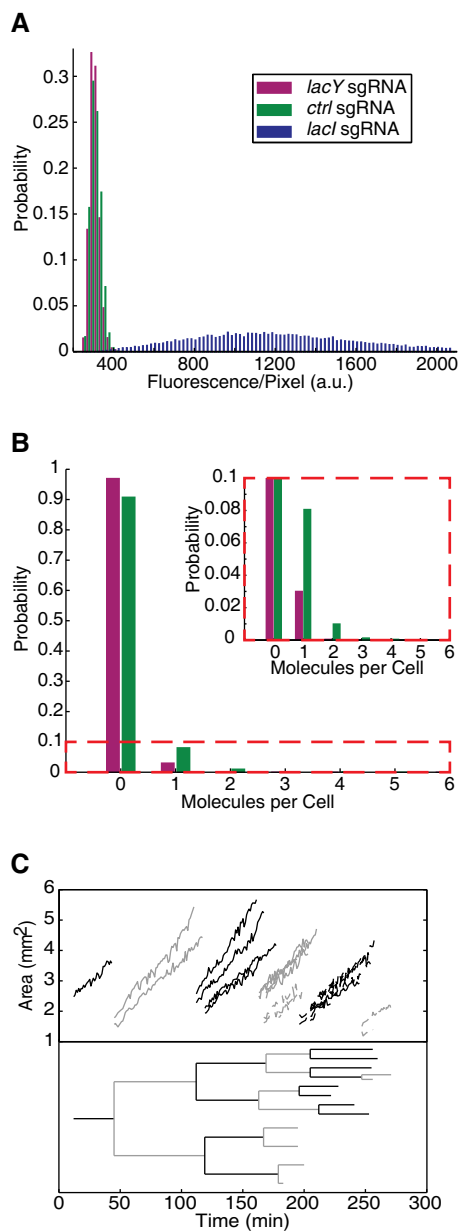 A
Probability
0.3
0.25
0.2
0.15
0.1
0.05
0
lacY sgRNA
ctrl sgRNA
lacI sgRNA
400 800 1200 1600 2000
Fluorescence/Pixel (a.u.)
B
Probability
1
0.9
0.8
0.7
0.6
0.5
0.4
0.3
0.2
0.1
0
0 1 2 3 4 5 6
Molecules per Cell
Probability
0.1
0.08
0.06
0.04
0.02
0
0 1 2 3 4 5 6
Molecules per Cell
C
Area (mm2)
6
5
4
3
2
1
0 50 100 150 200 250 300
Time (min)